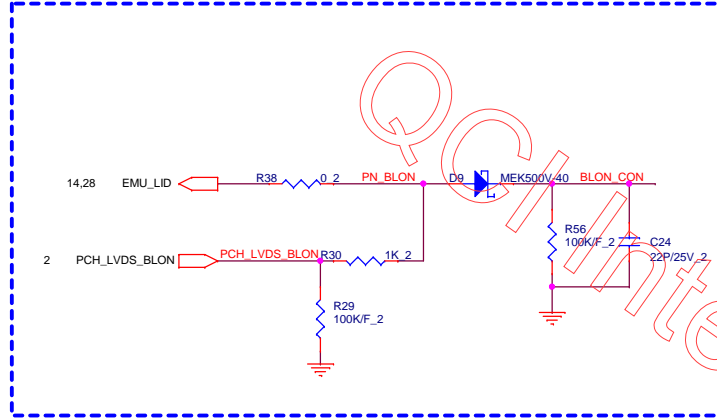 14,28 EMU_LID R38 0_2 PN_BLON D9 MEK500V-40 BLON_CON
R56
100K/F_2
C24
22P/25V_2
2 PCH_LVDS_BLON PCH_LVDS_BLON R30 1K_2
R29
100K/F_2
QCI Inte